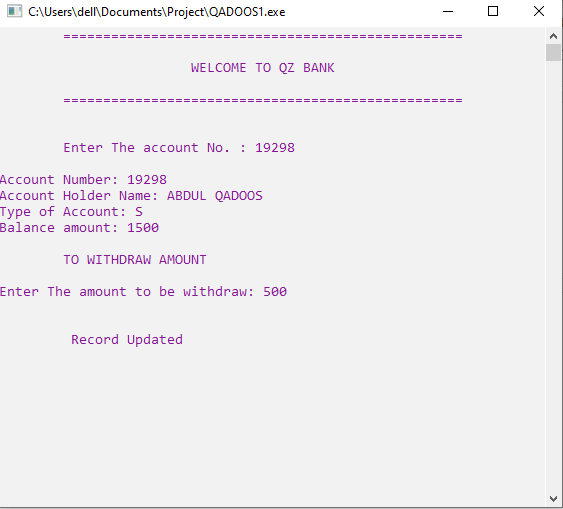 C:\Users\dell\Documents\Project\QADOOS1.exe
==================================================
WELCOME TO QZ BANK
==================================================
Enter The account No. : 19298
Account Number: 19298
Account Holder Name: ABDUL QADOOS
Type of Account: S
Balance amount: 1500
TO WITHDRAW AMOUNT
Enter The amount to be withdraw: 500
Record Updated